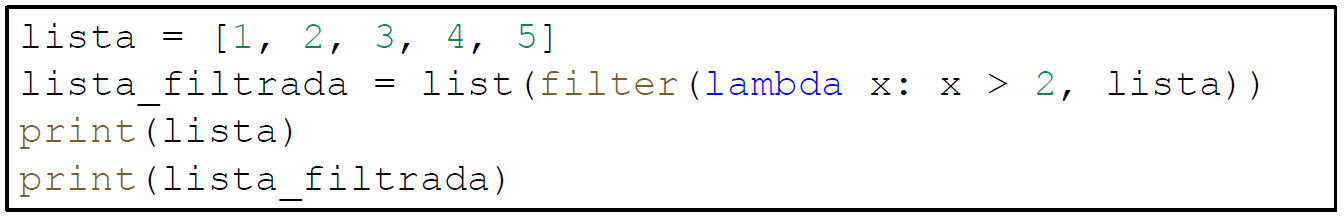 lista = [1, 2, 3, 4, 5]
lista_filtrada = list(filter(lambda x: x > 2, lista))
print(lista)
print(lista_filtrada)